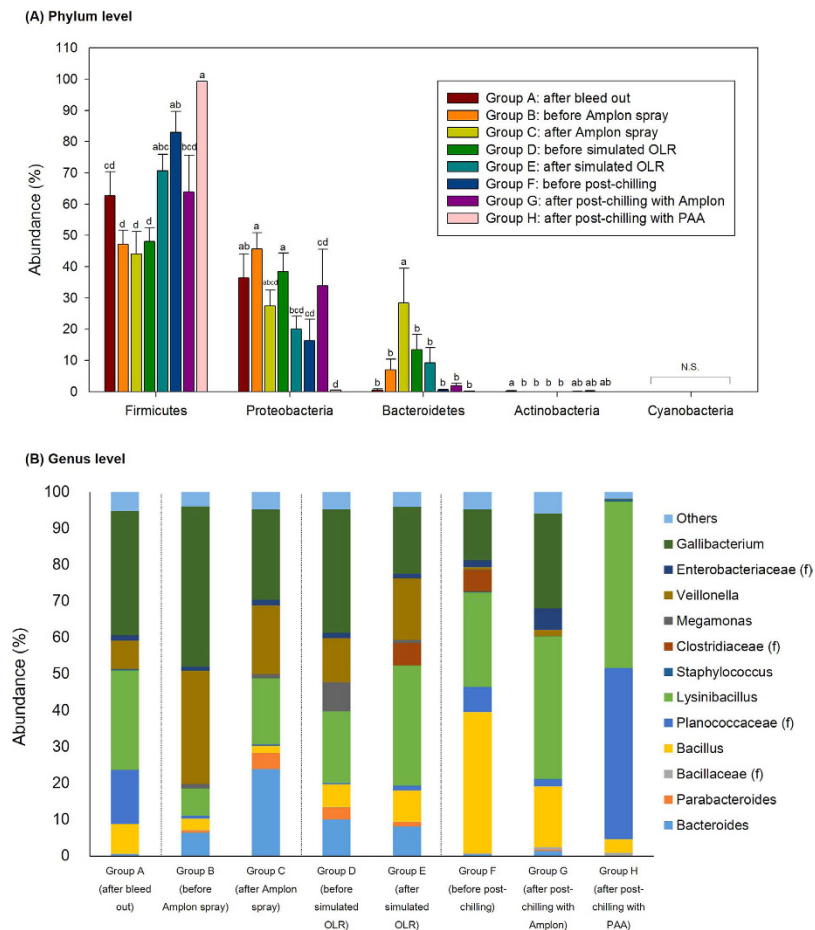 (A) Phylum level
Abundance (%)
110
100
90
80
70
60
50
40
30
20
10
0
Group A: after bleed out
Group B: before Amplon spray
Group C: after Amplon spray
Group D: before simulated OLR
Group E: after simulated OLR
Group F: before post-chilling
Group G: after post-chilling with Amplon
Group H: after post-chilling with PAA
cd d d d abc ab bcd a
ab a abcd a bcd cd cd d
b b a b b b b b
a b b b b ab ab ab
N.S.
Firmicutes Proteobacteria Bacteroidetes Actinobacteria Cyanobacteria
(B) Genus level
Abundance (%)
100
90
80
70
60
50
40
30
20
10
0
Others
Gallibacterium
Enterobacteriaceae (f)
Veillonella
Megamonas
Clostridiaceae (f)
Staphylococcus
Lysinibacillus
Planococcaceae (f)
Bacillus
Bacillaceae (f)
Parabacteroides
Bacteroides
Group A Group B Group C Group D Group E Group F Group G Group H
(after bleed (before (after Amplon (before (after (before post- (after post- (after post-
out) Amplon spray) spray) simulated simulated chilling) chilling with chilling with
OLR) OLR) Amplon) PAA)